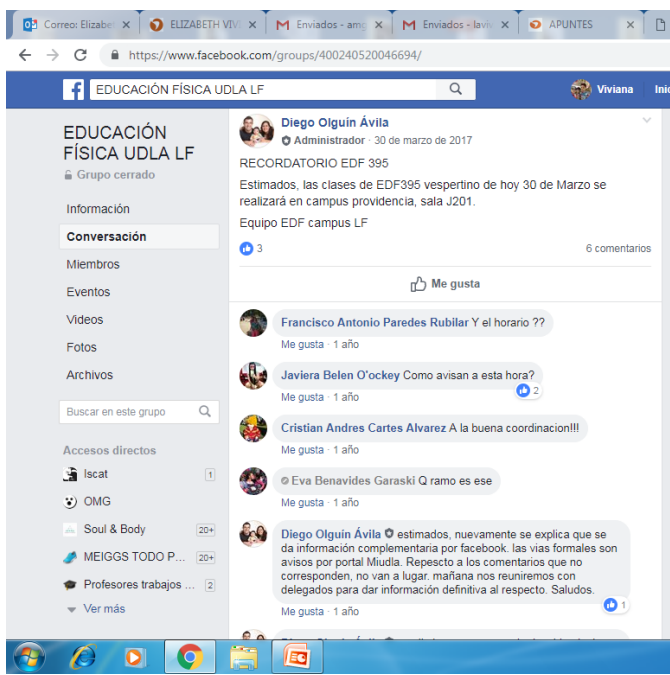 Correo: Elizabe
ELIZABETH VIV
Enviados - amo
Enviados - lavis
APUNTES
https://www.facebook.com/groups/400240520046694/
EDUCACIÓN FÍSICA UDLA LF
Viviana
Inic
EDUCACIÓN
FÍSICA UDLA LF
Grupo cerrado
Información
Conversación
Miembros
Eventos
Videos
Fotos
Archivos
Buscar en este grupo
Accesos directos
Iscat 1
OMG
Soul & Body 20+
MEIGGS TODO P... 20+
Profesores trabajos ... 2
Ver más
Diego Olguín Ávila
Administrador · 30 de marzo de 2017
RECORDATORIO EDF 395
Estimados, las clases de EDF395 vespertino de hoy 30 de Marzo se
realizará en campus providencia, sala J201.
Equipo EDF campus LF
3
6 comentarios
Me gusta
Francisco Antonio Paredes Rubilar Y el horario ??
Me gusta · 1 año
Javiera Belen O'ockey Como avisan a esta hora?
2
Me gusta · 1 año
Cristian Andres Cartes Alvarez A la buena coordinacion!!!
Me gusta · 1 año
Eva Benavides Garaski Q ramo es ese
Me gusta · 1 año
Diego Olguín Ávila estimados, nuevamente se explica que se
da información complementaria por facebook. las vias formales son
avisos por portal Miudla. Repescto a los comentarios que no
corresponden, no van a lugar. mañana nos reuniremos con
delegados para dar información definitiva al respecto. Saludos.
1
Me gusta · 1 año